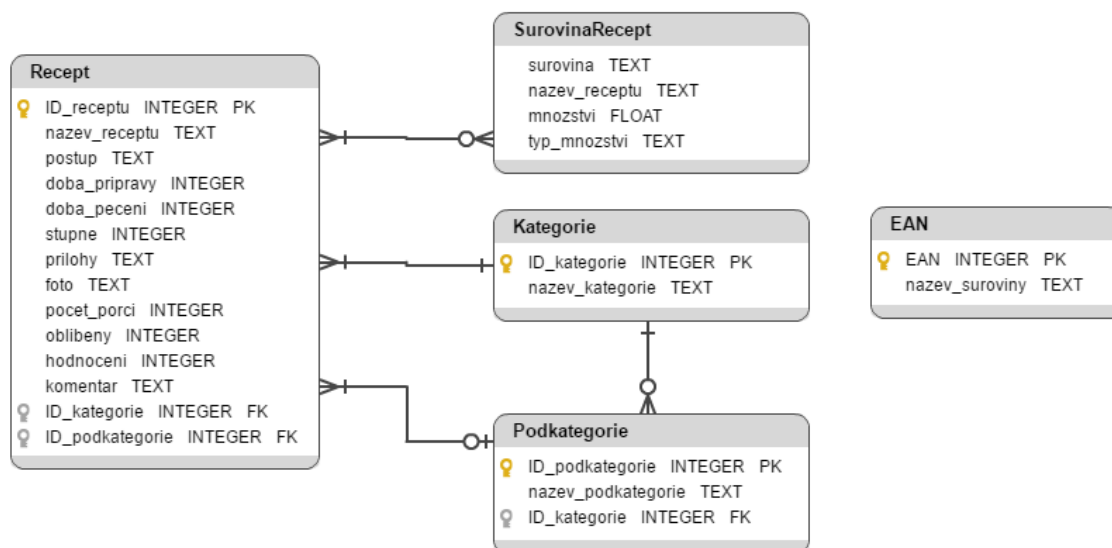 Recept
ID_receptu INTEGER PK
nazev_receptu TEXT
postup TEXT
doba_pripravy INTEGER
doba_peceni INTEGER
stupne INTEGER
prilohy TEXT
foto TEXT
pocet_porci INTEGER
oblibeny INTEGER
hodnoceni INTEGER
komentar TEXT
ID_kategorie INTEGER FK
ID_podkategorie INTEGER FK
SurovinaRecept
surovina TEXT
nazev_receptu TEXT
mnozstvi FLOAT
typ_mnozstvi TEXT
Kategorie
ID_kategorie INTEGER PK
nazev_kategorie TEXT
Podkategorie
ID_podkategorie INTEGER PK
nazev_podkategorie TEXT
ID_kategorie INTEGER FK
EAN
EAN INTEGER PK
nazev_suroviny TEXT